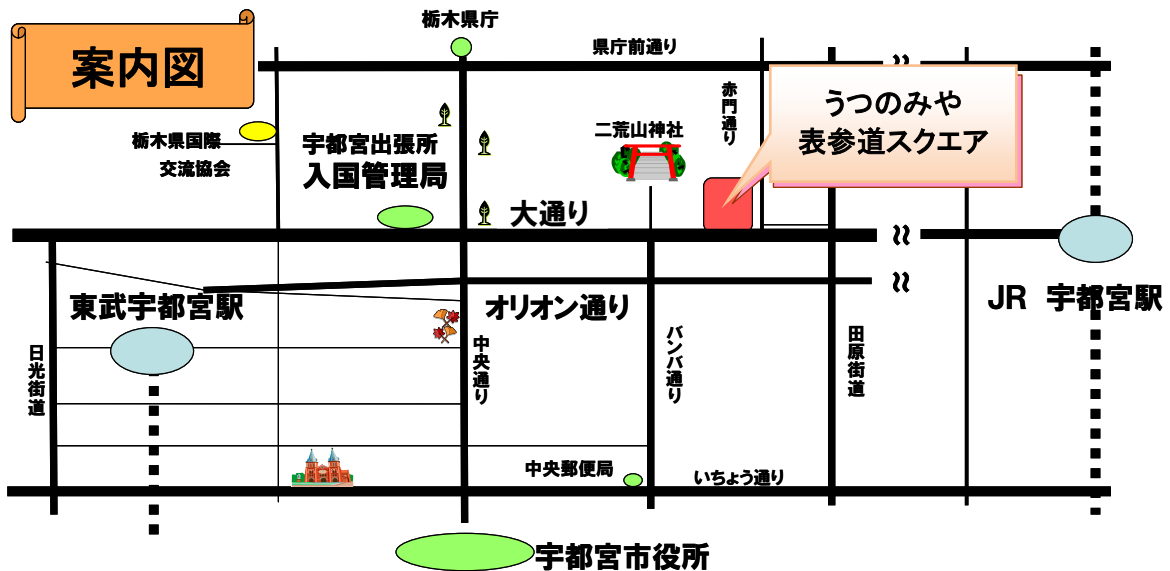 栃木県庁
案内図
県庁前通り
赤門通り
うつのみや
表参道スクエア
栃木県国際
交流協会
宇都宮出張所
入国管理局
二荒山神社
大通り
東武宇都宮駅
オリオン通り
JR 宇都宮駅
日光街道
中央通り
バンバ通り
田原街道
中央郵便局
いちょう通り
宇都宮市役所